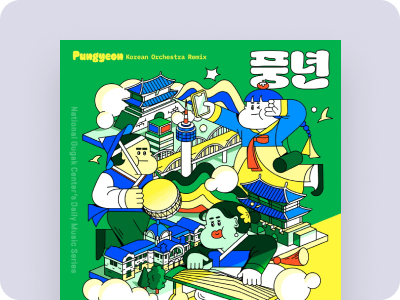 Pungyeon Korean Orchestra Remix
풍년
National Gugak Center's Daily Music Series